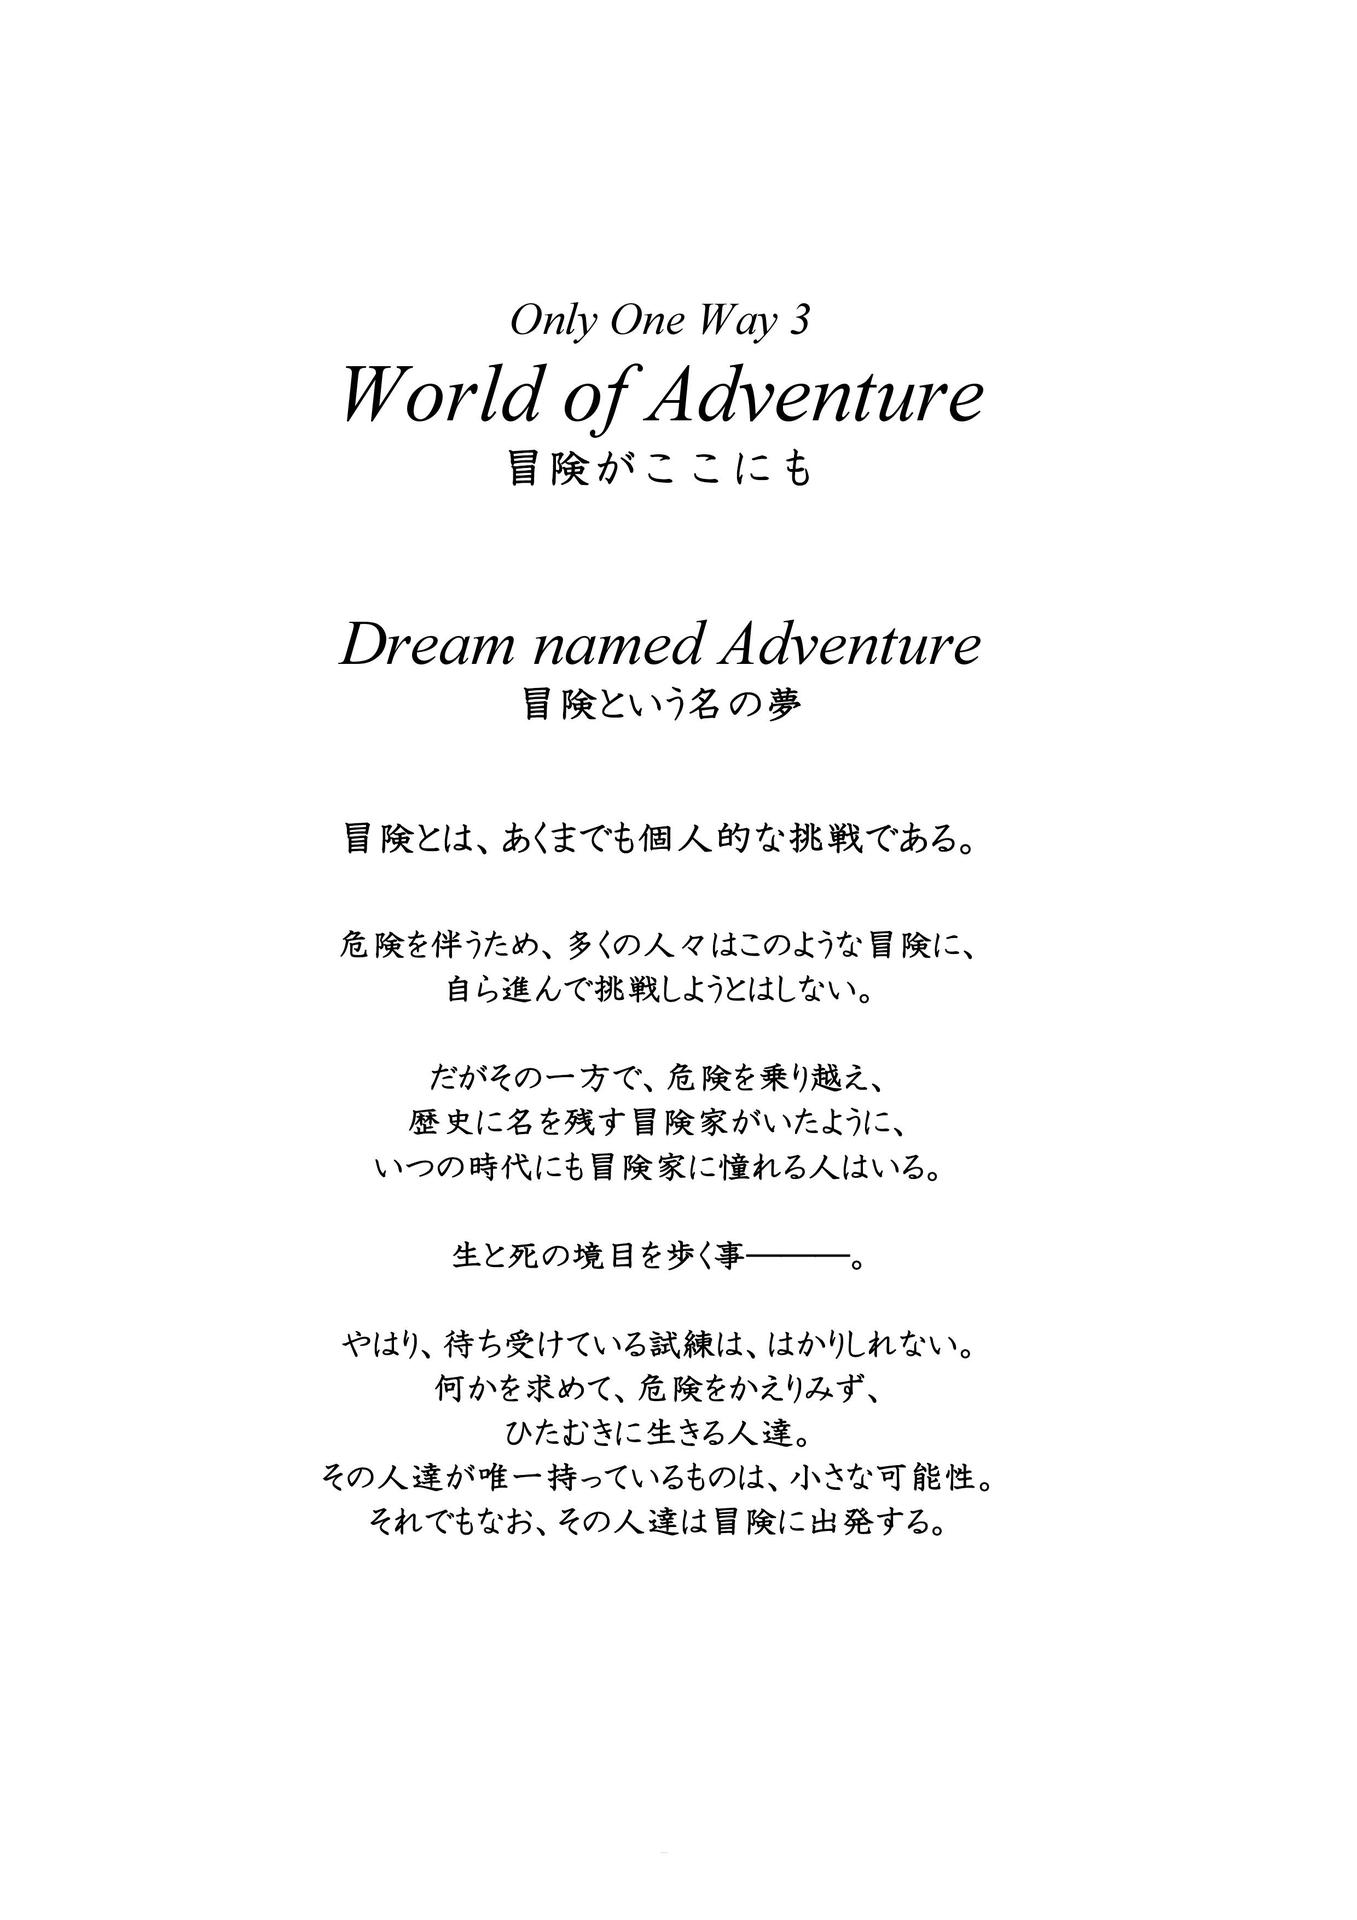 Only One Way 3
World of Adventure
冒険がここにも
Dream named Adventure
冒険という名の夢
冒険とは、あくまでも個人的な挑戦である。
危険を伴うため、多くの人々はこのような冒険に、
自ら進んで挑戦しようとはしない。
だがその一方で、危険を乗り越え、
歴史に名を残す冒険家がいたように、
いつの時代にも冒険家に憧れる人はいる。
生と死の境目を歩く事―――。
やはり、待ち受けている試練は、はかりしれない。
何かを求めて、危険をかえりみず、
ひたむきに生きる人達。
その人達が唯一持っているものは、小さな可能性。
それでもなお、その人達は冒険に出発する。